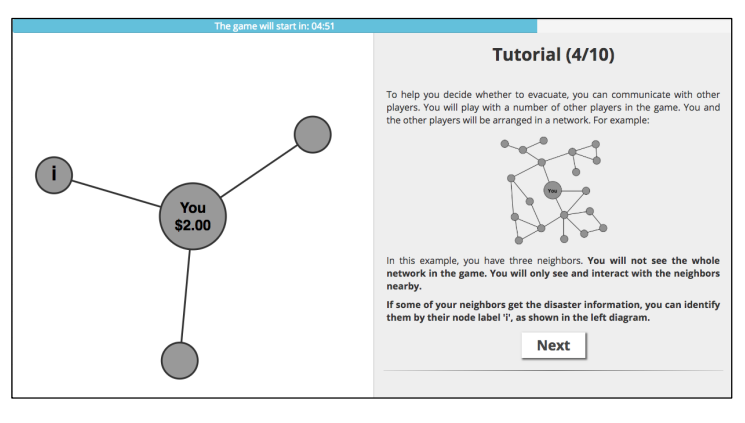 The game will start in: 04:51
i
You
$2.00
Tutorial (4/10)
To help you decide whether to evacuate, you can communicate with other
players. You will play with a number of other players in the game. You and
the other players will be arranged in a network. For example:
You
In this example, you have three neighbors. You will not see the whole
network in the game. You will only see and interact with the neighbors
nearby.
If some of your neighbors get the disaster information, you can identify
them by their node label 'i', as shown in the left diagram.
Next